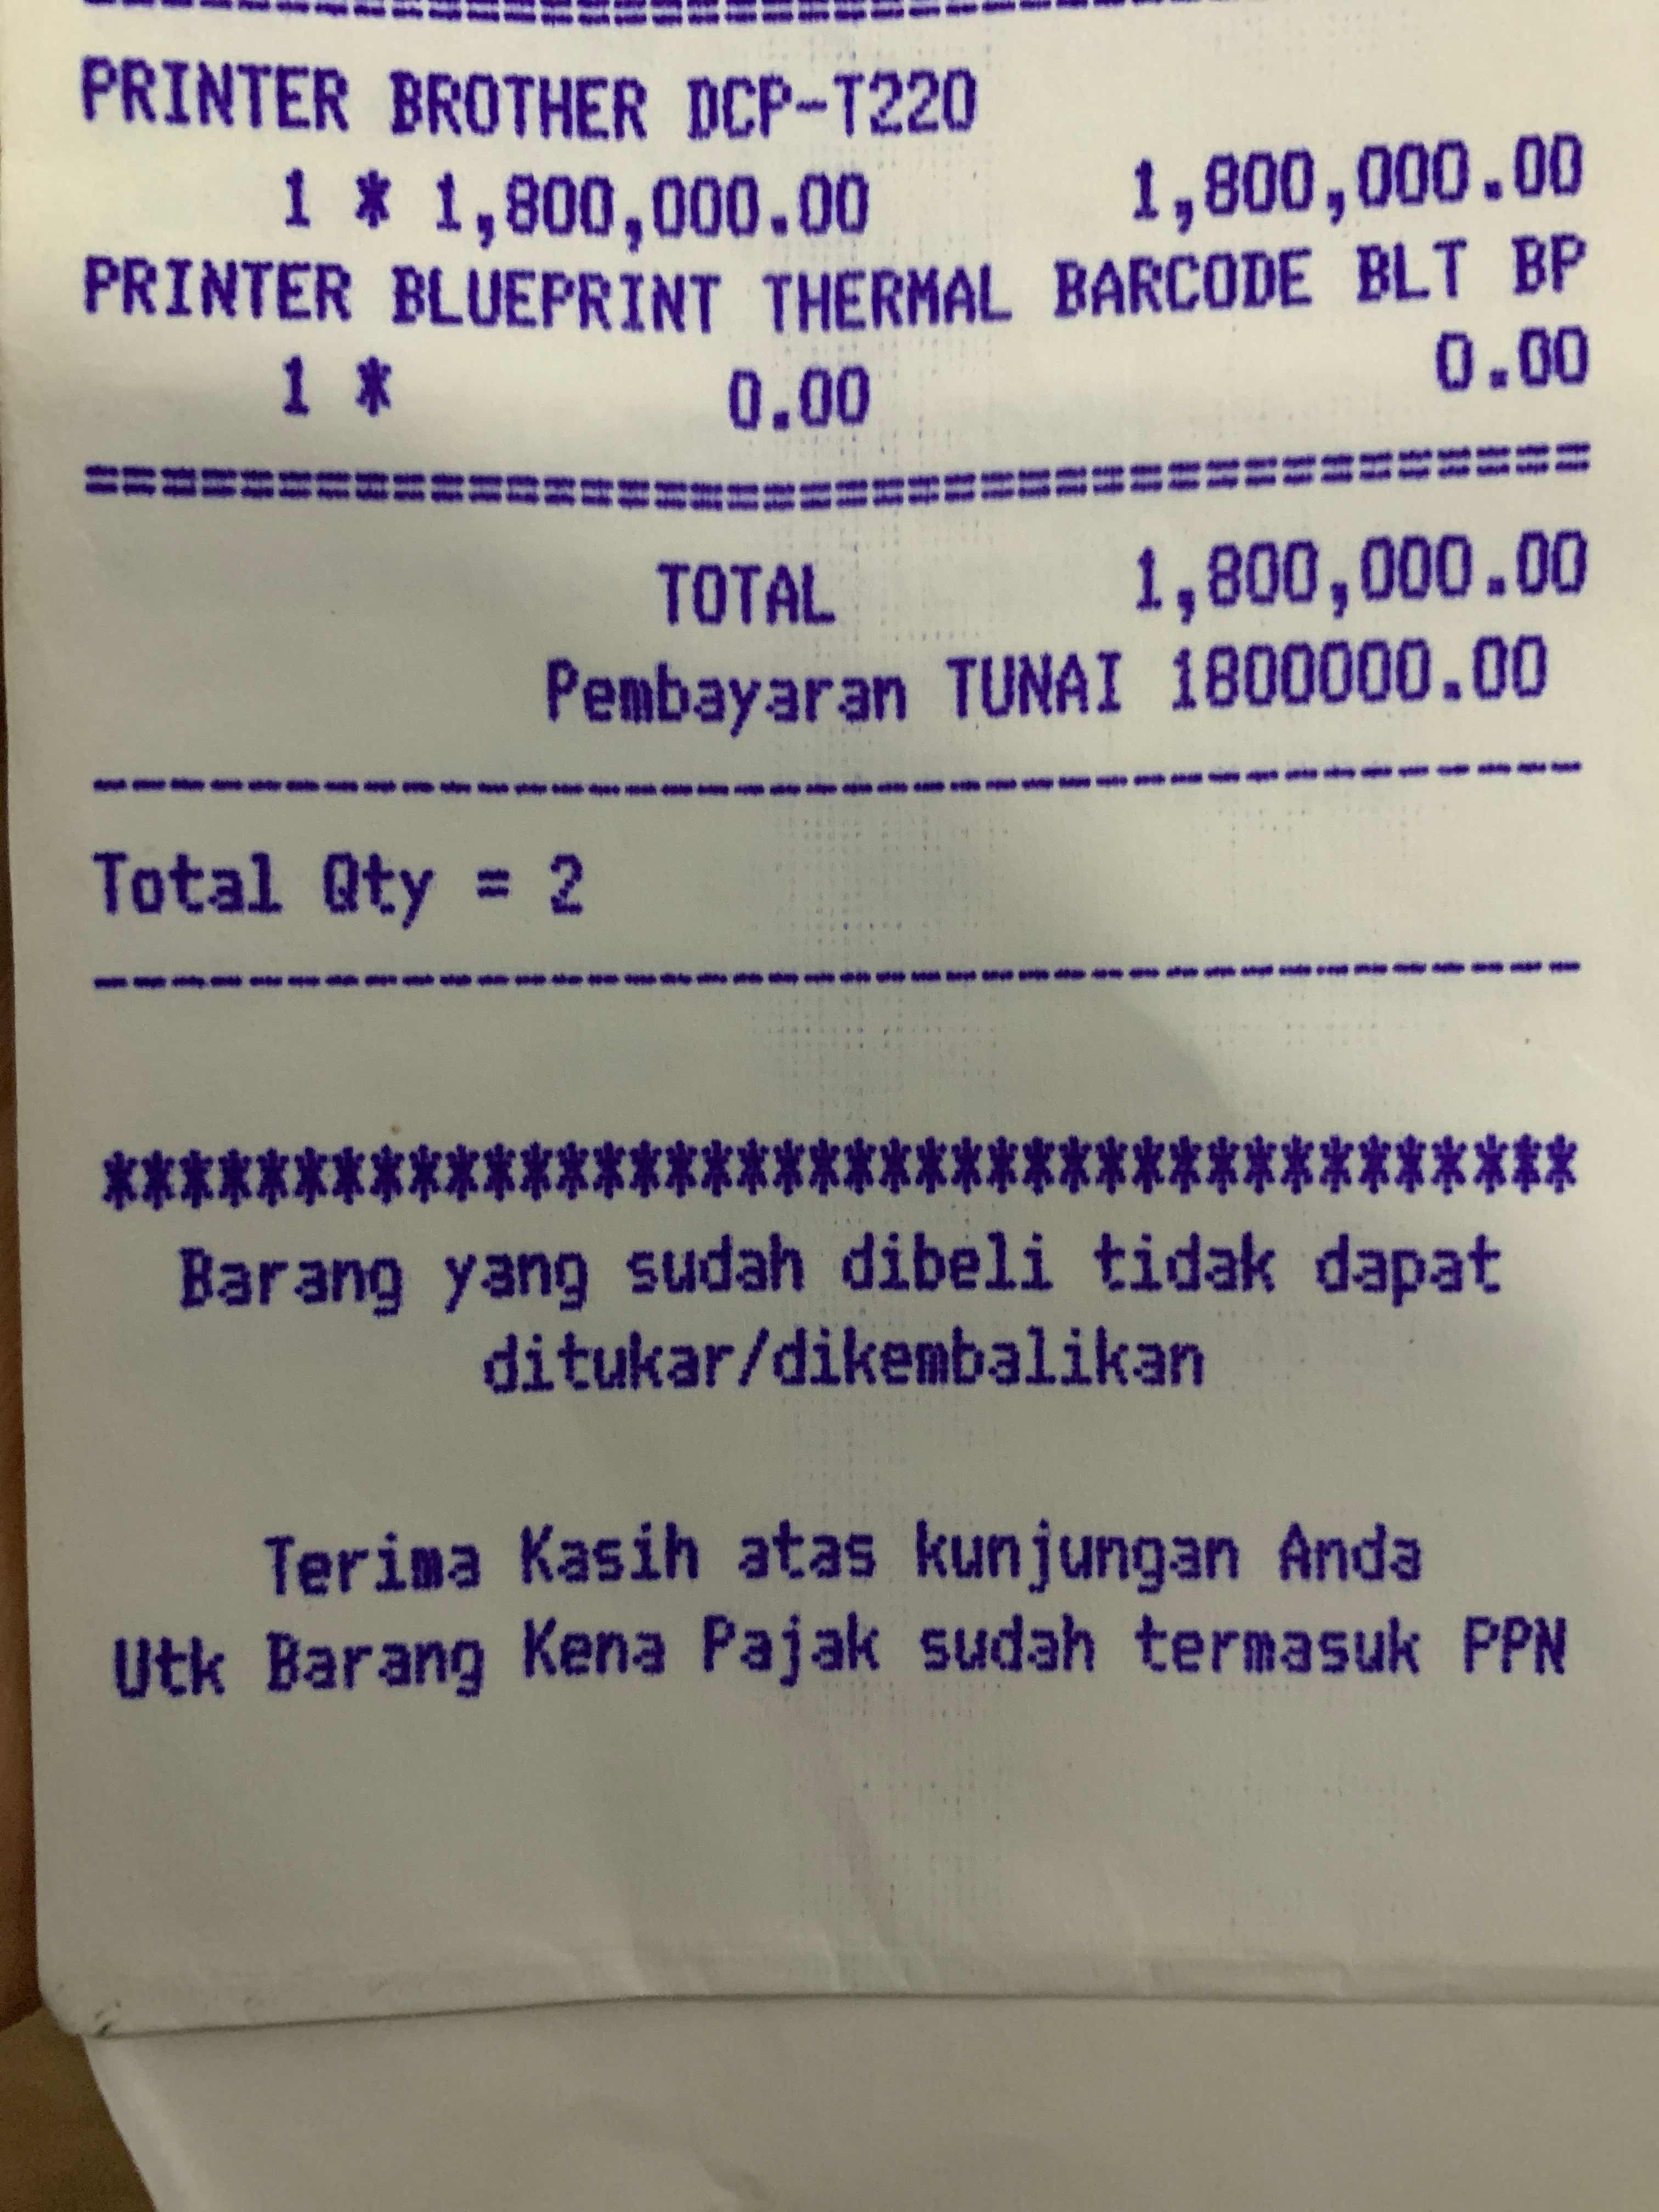 PRINTER BROTHER DCP-T220
1 * 1,800,000.00 1,800,000.00
PRINTER BLUEPRINT THERMAL BARCODE BLT BP
1 * 0.00 0.00
========================================
TOTAL 1,800,000.00
Pembayaran TUNAI 1800000.00
----------------------------------------
Total Qty = 2
----------------------------------------
****************************************
Barang yang sudah dibeli tidak dapat
ditukar/dikembalikan
Terima Kasih atas kunjungan Anda
Utk Barang Kena Pajak sudah termasuk PPN